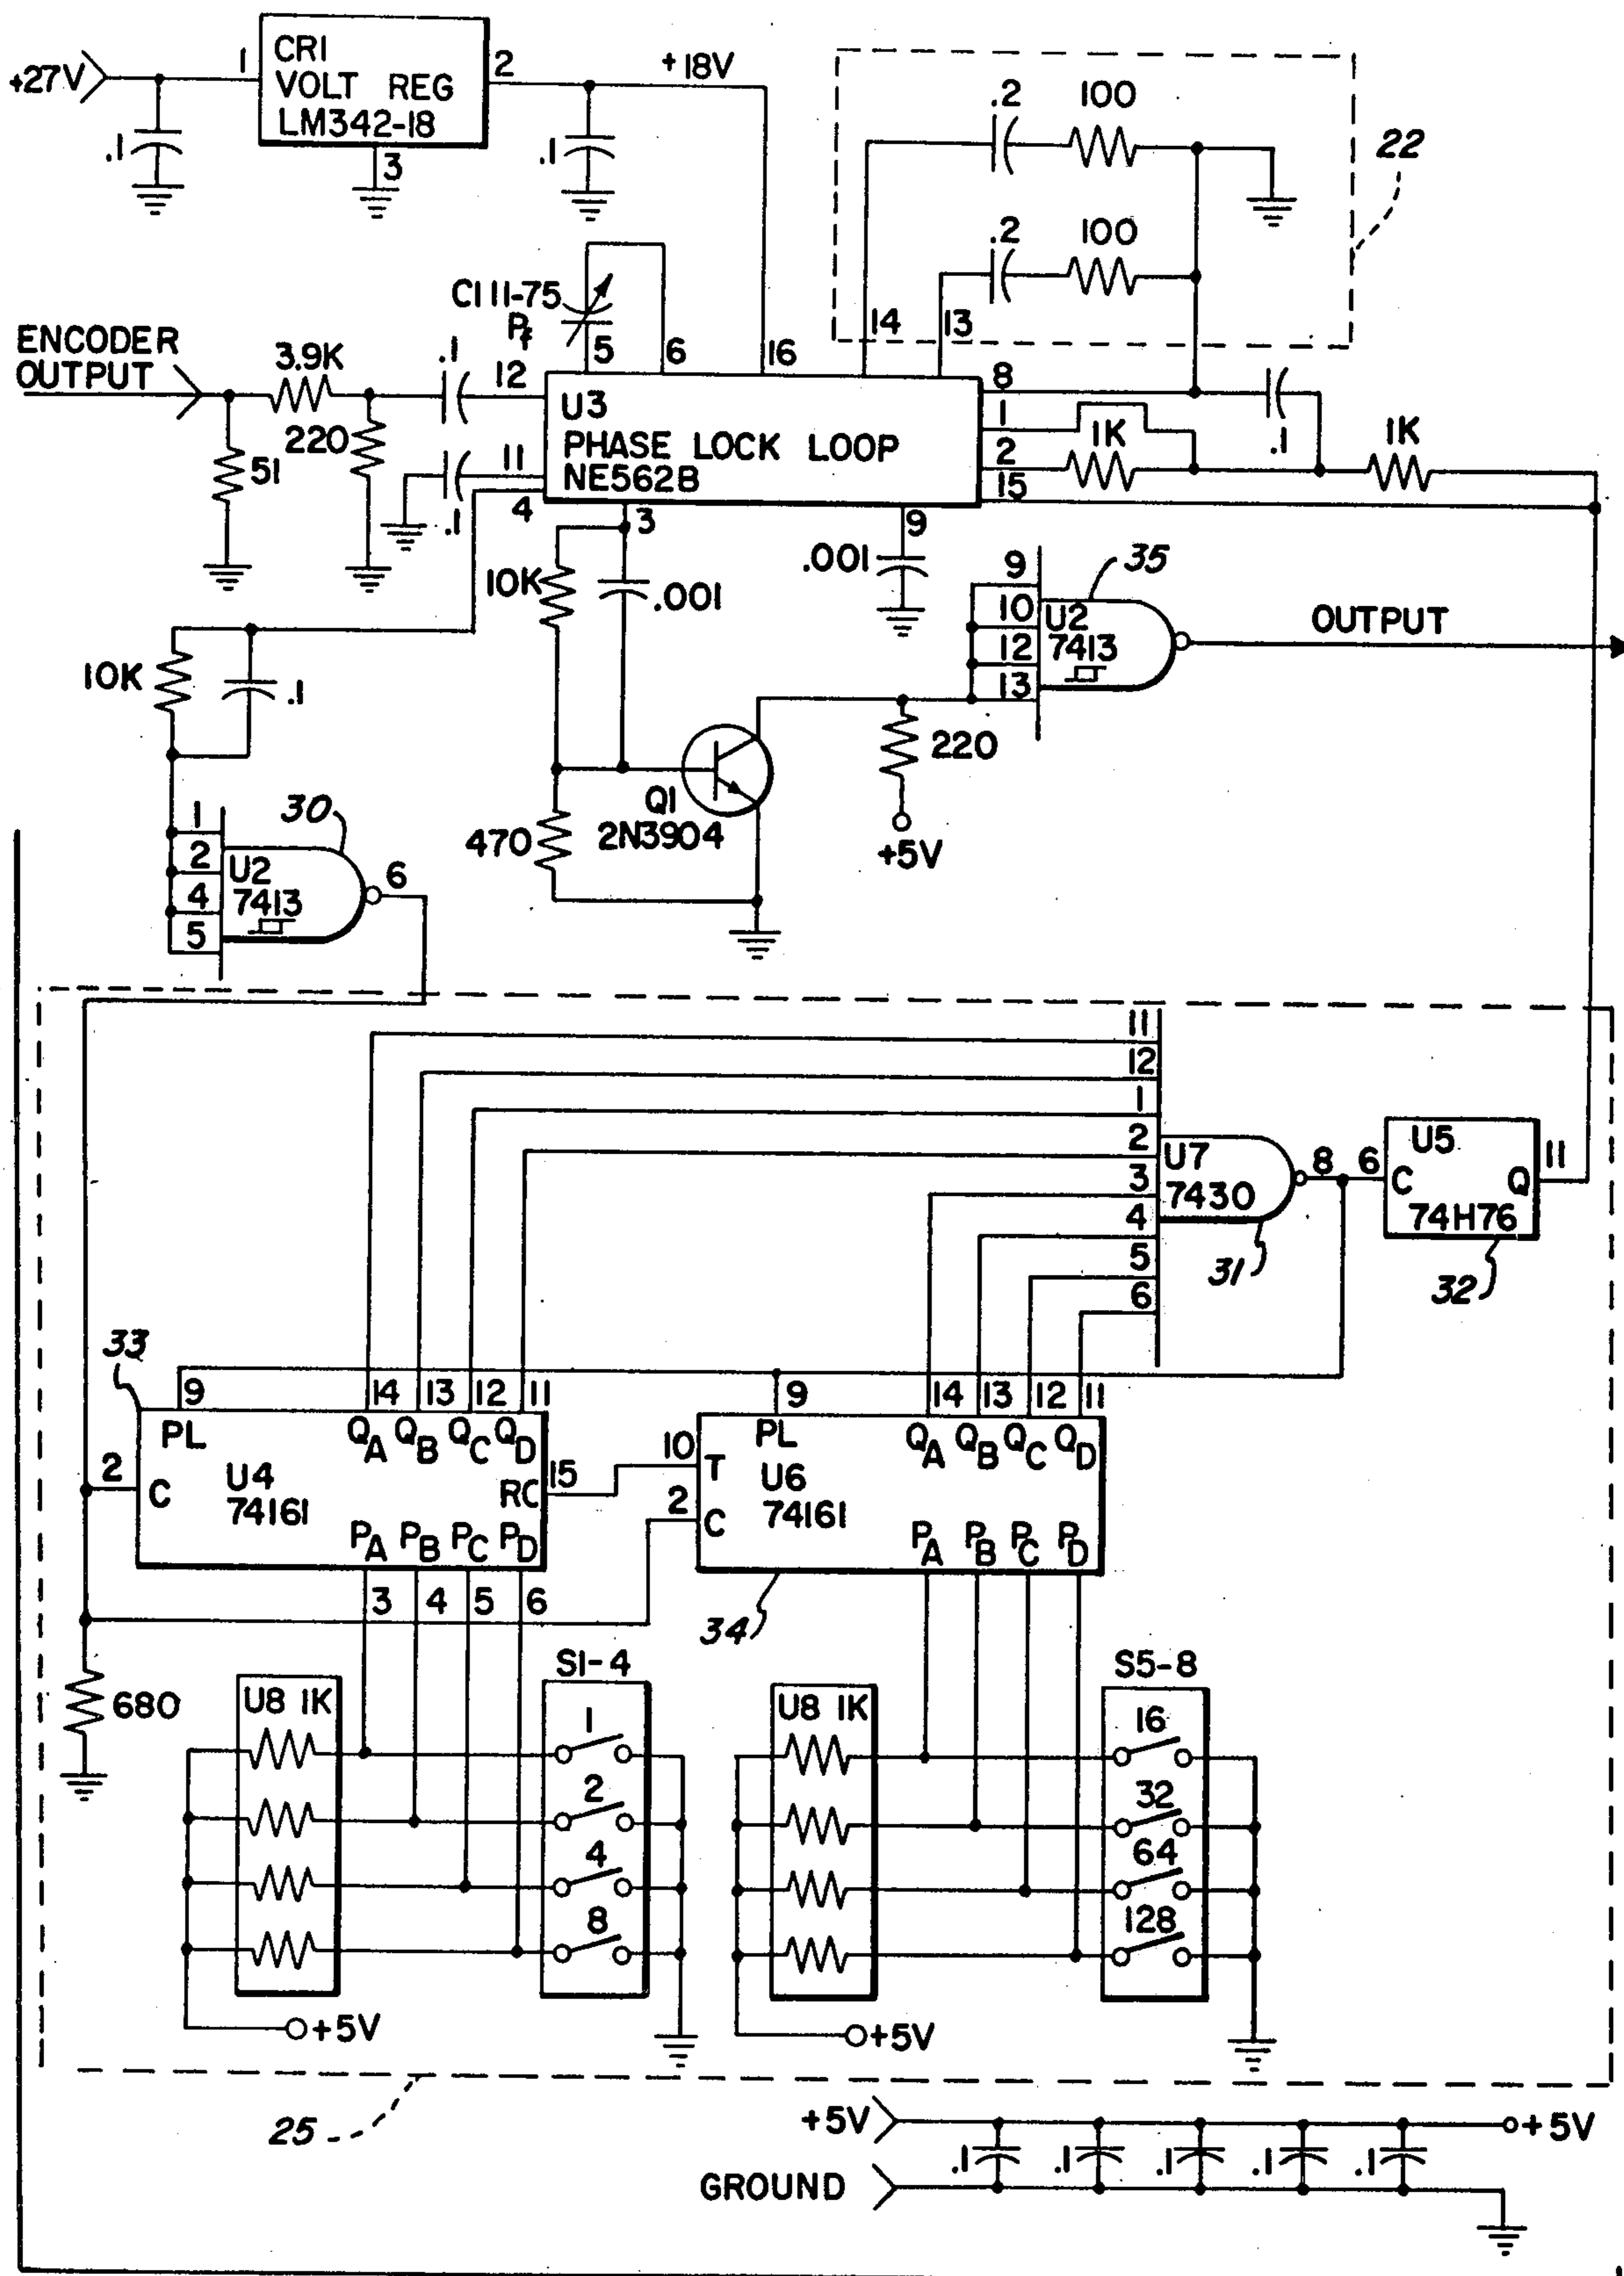 +27V
1
CR1
VOLT REG
LM342-18
2
3
.1
+18V
.1
.2
100
.2
100
22
14
13
C1 11-75
Pf
5
6
16
ENCODER
OUTPUT
3.9K
.1
12
51
220
11
.1
4
U3
PHASE LOCK LOOP
NE562B
8
1
2
15
1K
.1
1K
3
9
10K
.001
.001
9
10
12
13
U2
7413
35
OUTPUT
10K
.1
220
+5V
Q1
2N3904
470
30
1
2
4
5
U2
7413
6
11
12
1
2
3
4
5
6
U7
7430
8
31
6
U5
C Q
74H76
11
32
33
9
14 13 12 11
PL
QA QB QC QD
2
C
U4
74161
RC
15
PA PB PC PD
3 4 5 6
9
14 13 12 11
PL
QA QB QC QD
10
T
2
C
U6
74161
PA PB PC PD
34
680
U8 1K
S1-4
1
2
4
8
+5V
U8 1K
S5-8
16
32
64
128
+5V
25
+5V
.1 .1 .1 .1 .1
+5V
GROUND